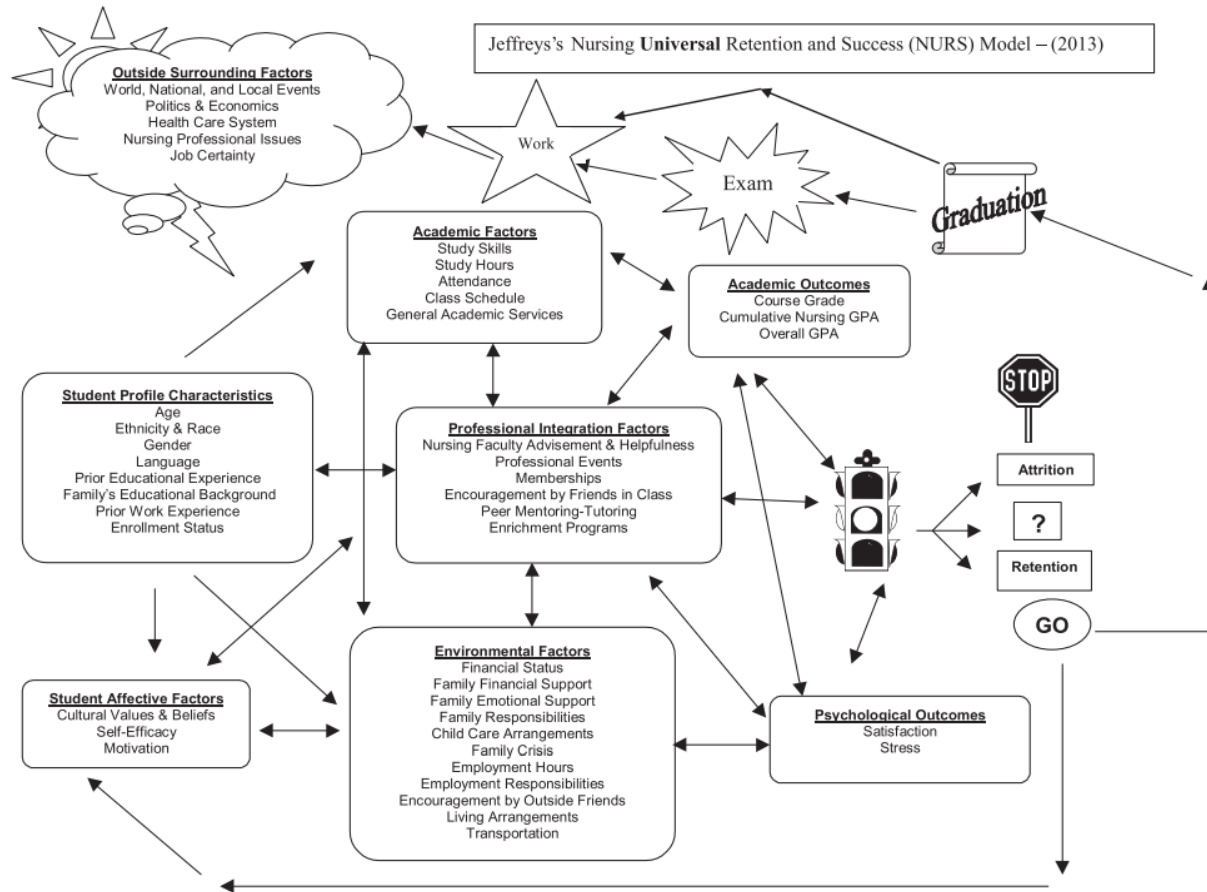 Jeffreys's Nursing Universal Retention and Success (NURS) Model – (2013)
Outside Surrounding Factors
World, National, and Local Events
Politics & Economics
Health Care System
Nursing Professional Issues
Job Certainty
Work
Exam
Graduation
Academic Factors
Study Skills
Study Hours
Attendance
Class Schedule
General Academic Services
Academic Outcomes
Course Grade
Cumulative Nursing GPA
Overall GPA
Student Profile Characteristics
Age
Ethnicity & Race
Gender
Language
Prior Educational Experience
Family's Educational Background
Prior Work Experience
Enrollment Status
Professional Integration Factors
Nursing Faculty Advisement & Helpfulness
Professional Events
Memberships
Encouragement by Friends in Class
Peer Mentoring-Tutoring
Enrichment Programs
STOP
Attrition
?
Retention
GO
Student Affective Factors
Cultural Values & Beliefs
Self-Efficacy
Motivation
Environmental Factors
Financial Status
Family Financial Support
Family Emotional Support
Family Responsibilities
Child Care Arrangements
Family Crisis
Employment Hours
Employment Responsibilities
Encouragement by Outside Friends
Living Arrangements
Transportation
Psychological Outcomes
Satisfaction
Stress